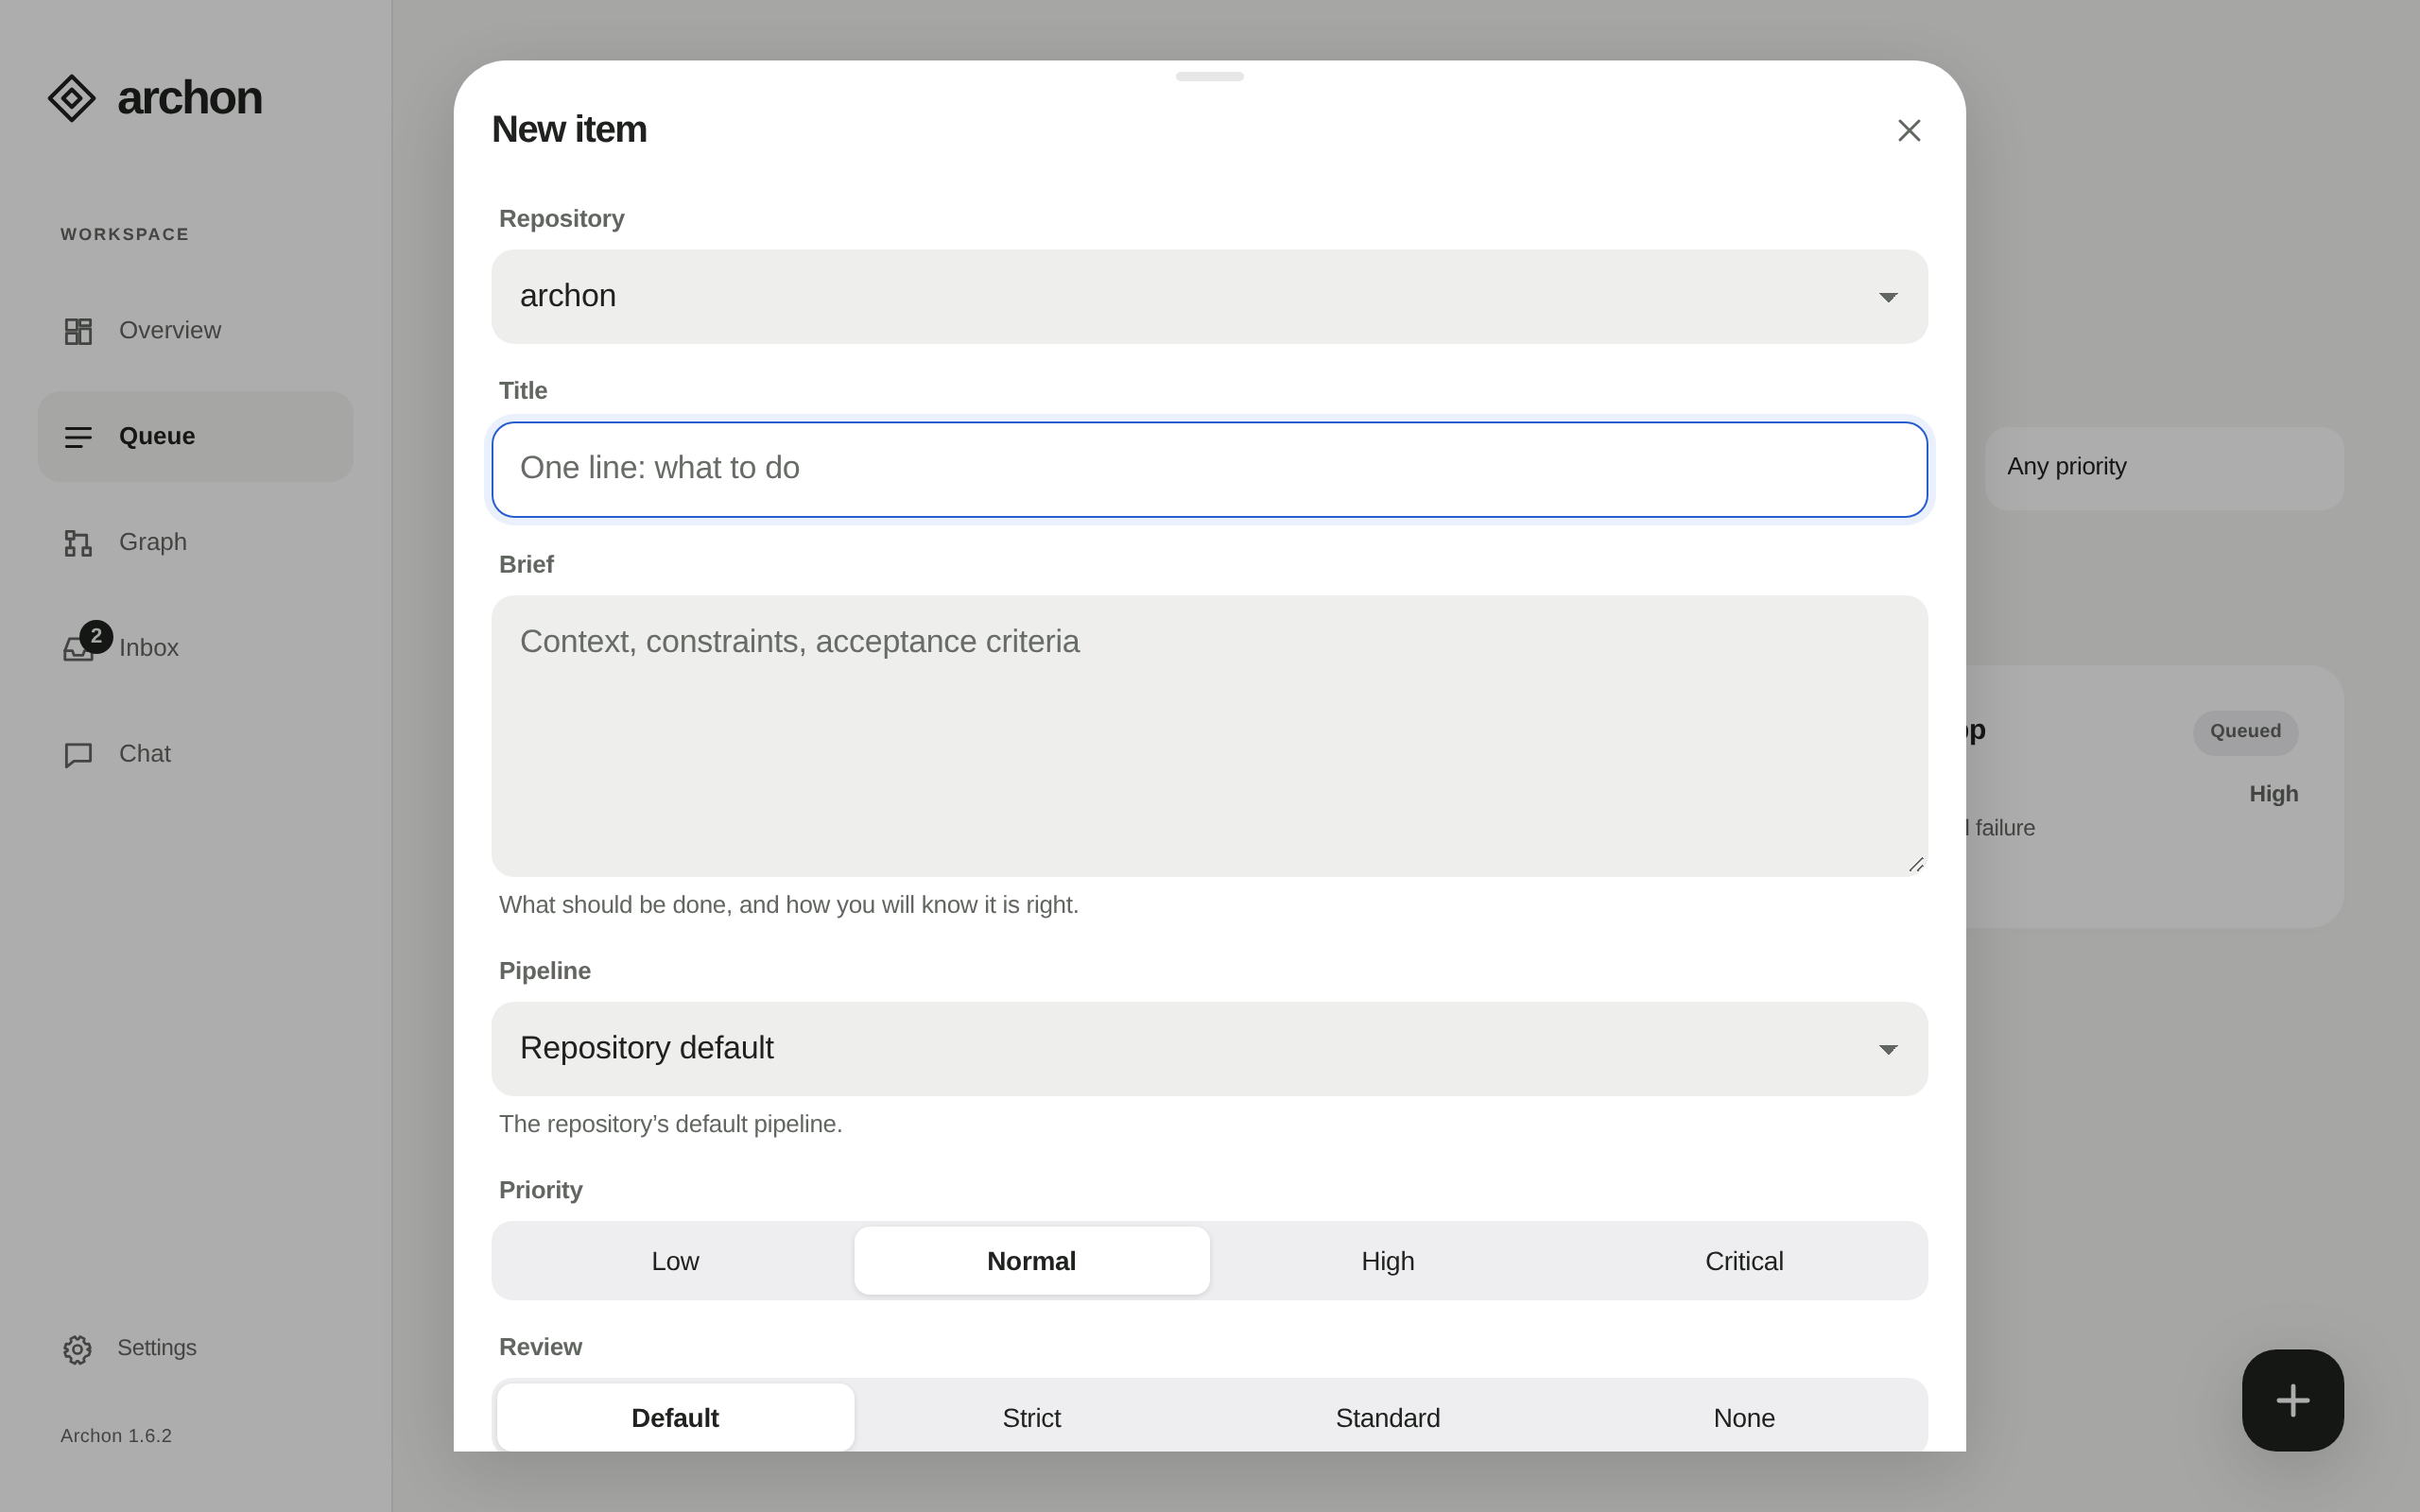 archon
WORKSPACE
Overview
Queue
Graph
2
Inbox
Chat
Settings
Archon 1.6.2
New item
Repository
archon
Title
One line: what to do
Brief
Context, constraints, acceptance criteria
What should be done, and how you will know it is right.
Pipeline
Repository default
The repository’s default pipeline.
Priority
Low Normal High Critical
Review
Default Strict Standard None
Any priority
Queued
High
failure